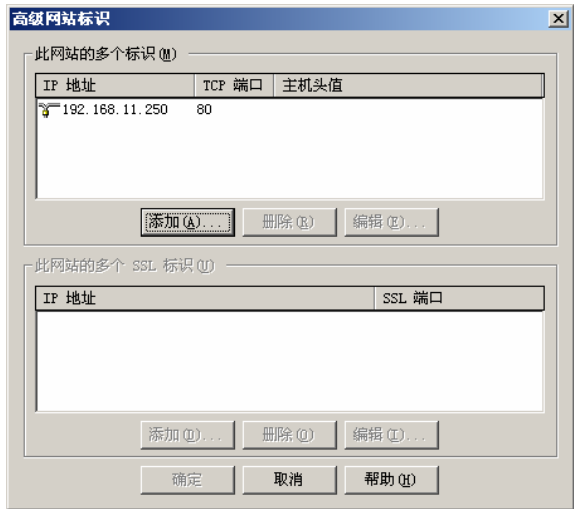 高级网站标识
此网站的多个标识(M)
IP 地址 TCP 端口 主机头值
192.168.11.250 80
添加(A)... 删除(R) 编辑(E)...
此网站的多个 SSL 标识(U)
IP 地址 SSL 端口
添加(D)... 删除(O) 编辑(I)...
确定 取消 帮助(H)